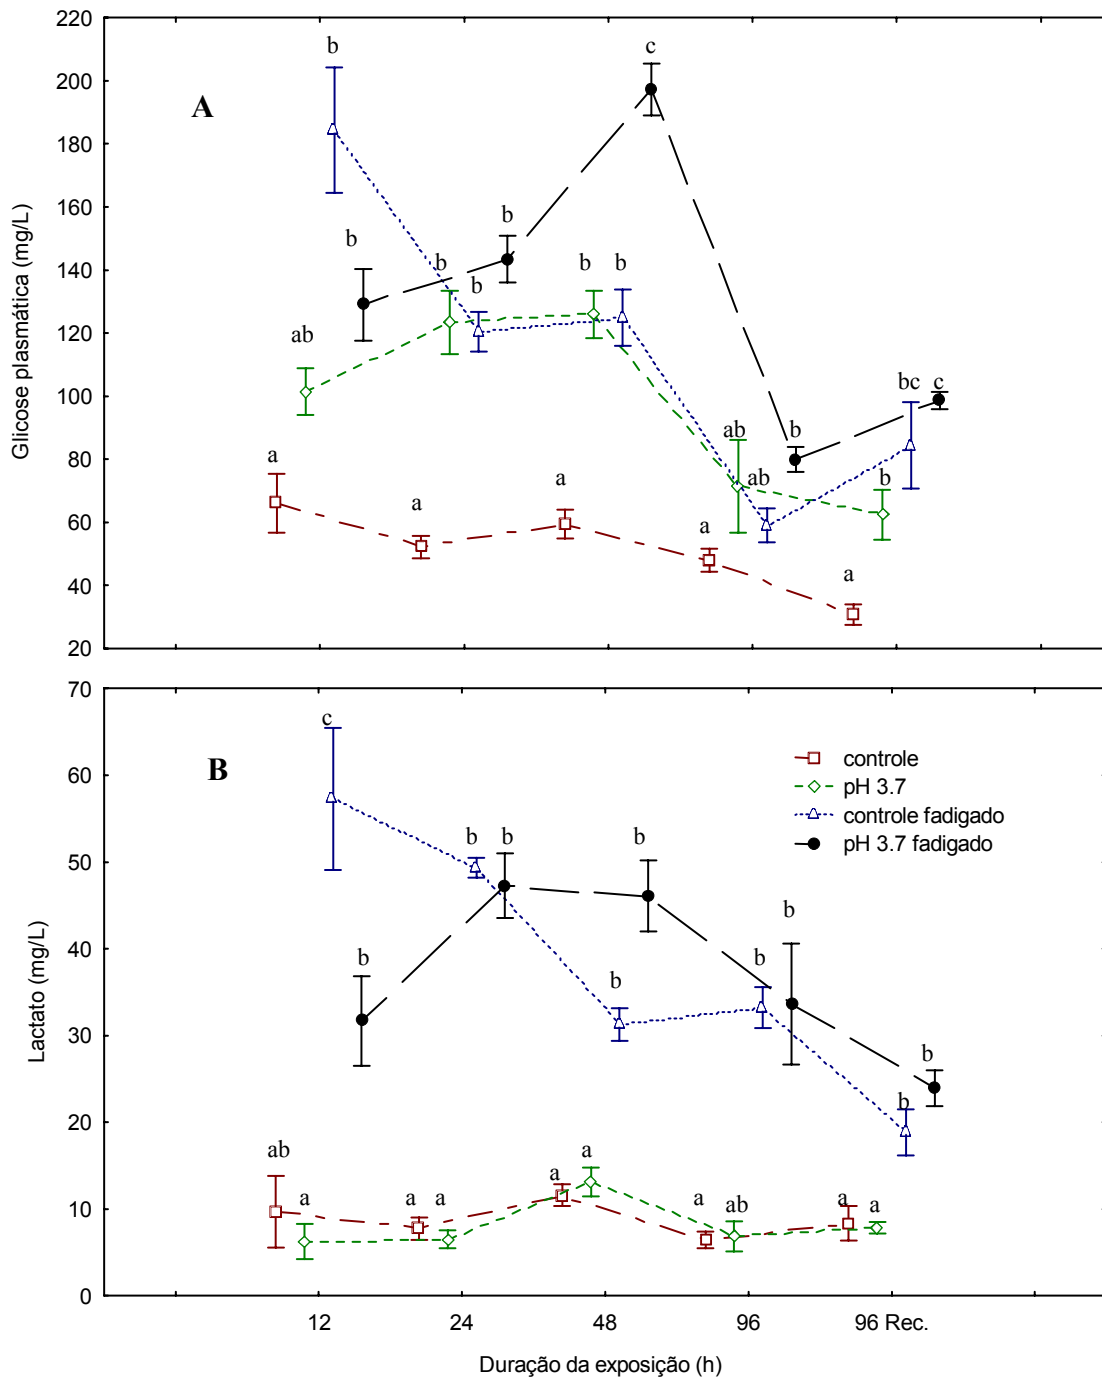 220
200
180
160
140
120
100
80
60
40
20
Glicose plasmática (mg/L)
A
b
c
b
b
b
b
b
b
ab
bc
c
ab
b
ab
b
a
a
a
a
a
70
60
50
40
30
20
10
0
Lactato (mg/L)
B
c
controle
pH 3.7
controle fadigado
pH 3.7 fadigado
b
b
b
b
b
b
b
b
b
ab
a
a
a
a
a
a
ab
a
a
12
24
48
96
96 Rec.
Duração da exposição (h)